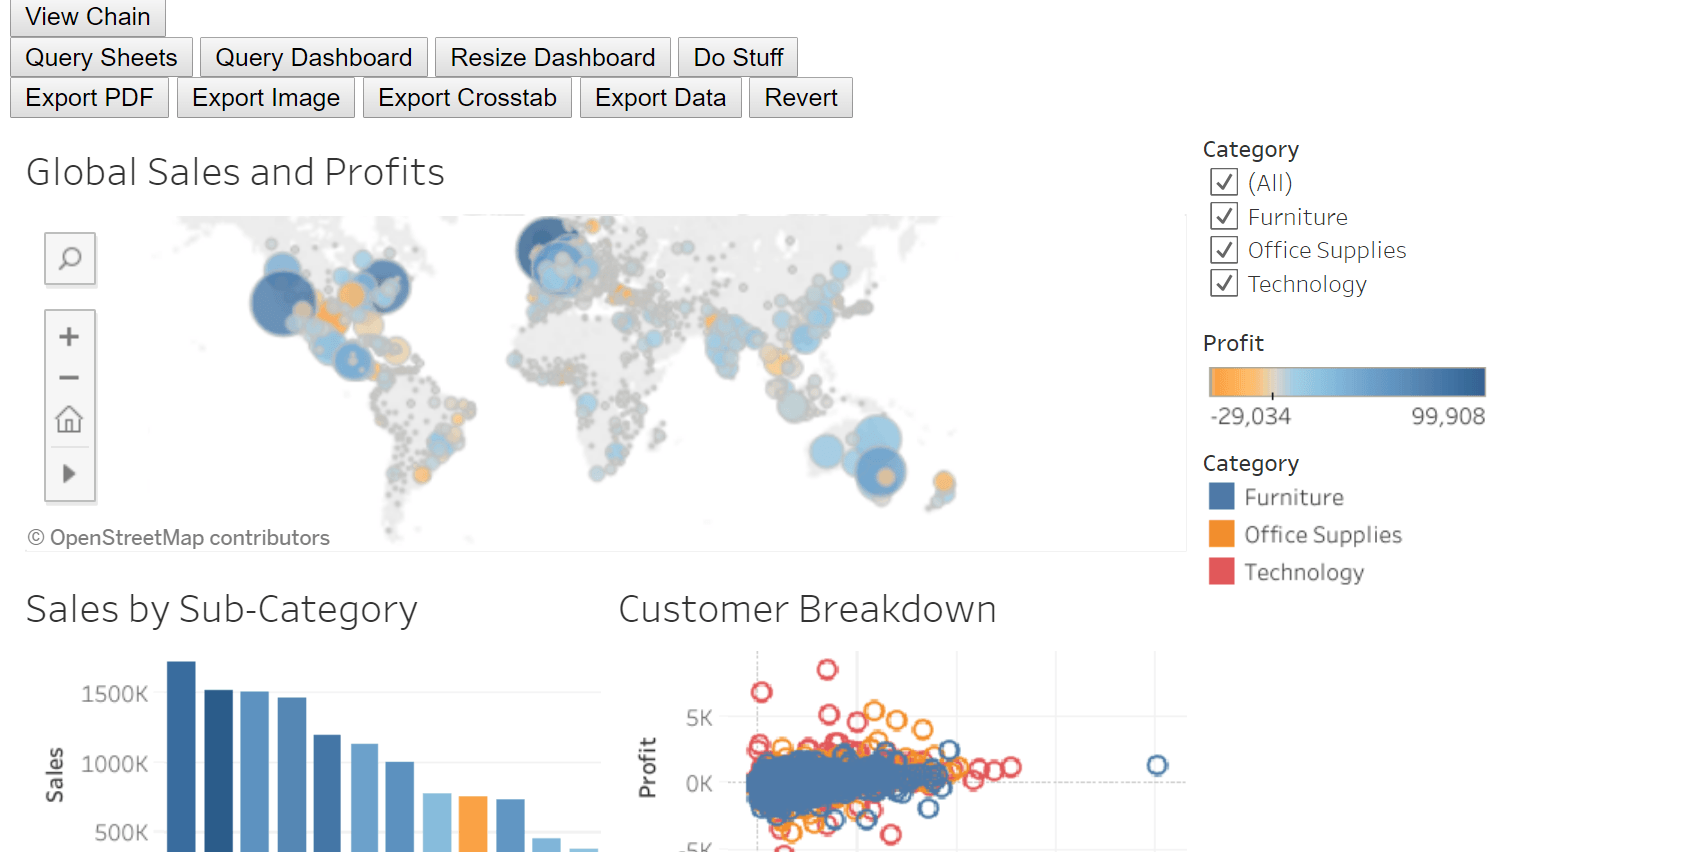 View Chain
Query Sheets Query Dashboard Resize Dashboard Do Stuff
Export PDF Export Image Export Crosstab Export Data Revert
Global Sales and Profits
© OpenStreetMap contributors
Category
(All)
Furniture
Office Supplies
Technology
Profit
-29,034 99,908
Category
Furniture
Office Supplies
Technology
Sales by Sub-Category
1500K
1000K
500K
Sales
Customer Breakdown
5K
0K
-5K
Profit